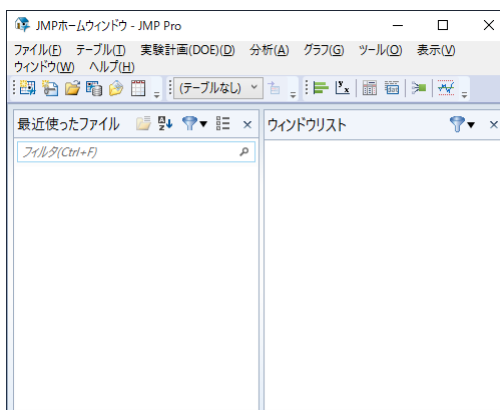 JMPホームウィンドウ - JMP Pro
ファイル(F) テーブル(T) 実験計画(DOE)(D) 分析(A) グラフ(G) ツール(O) 表示(V)
ウィンドウ(W) ヘルプ(H)
(テーブルなし)
最近使ったファイル
フィルタ(Ctrl+F)
ウィンドウリスト